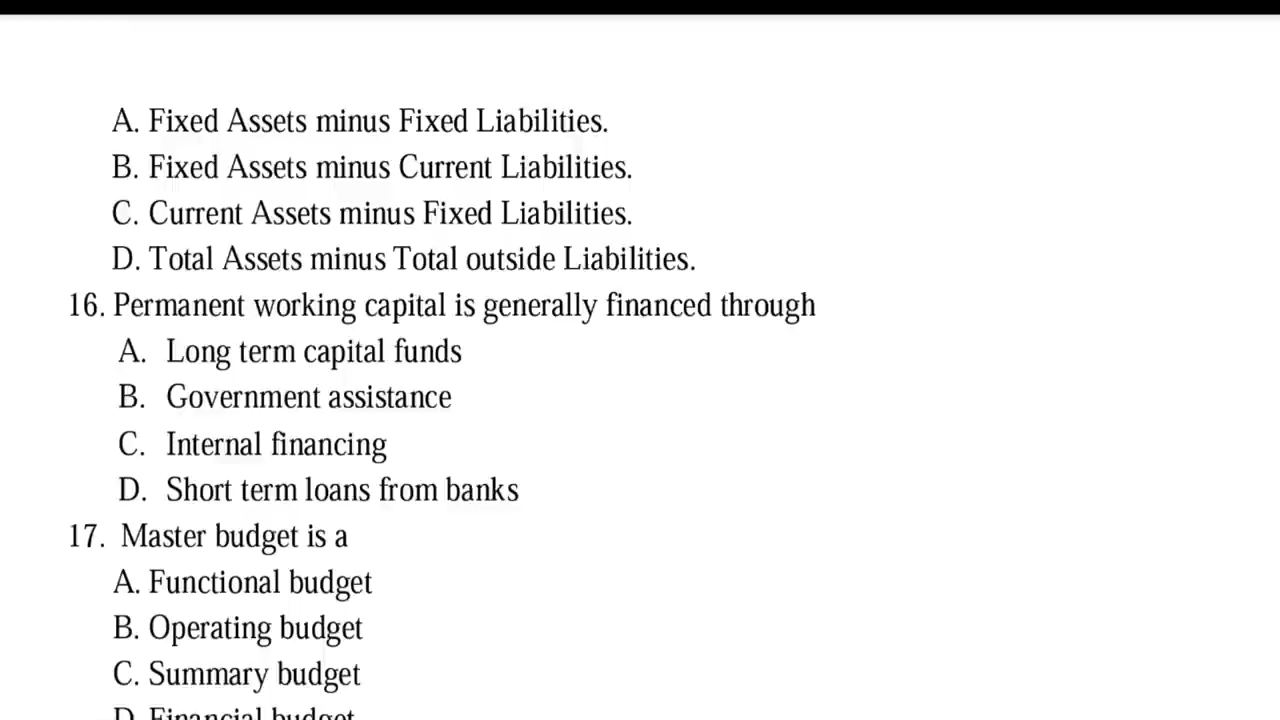 A. Fixed Assets minus Fixed Liabilities.
B. Fixed Assets minus Current Liabilities.
C. Current Assets minus Fixed Liabilities.
D. Total Assets minus Total outside Liabilities.
16. Permanent working capital is generally financed through
A. Long term capital funds
B. Government assistance
C. Internal financing
D. Short term loans from banks
17. Master budget is a
A. Functional budget
B. Operating budget
C. Summary budget
D. Financial budget